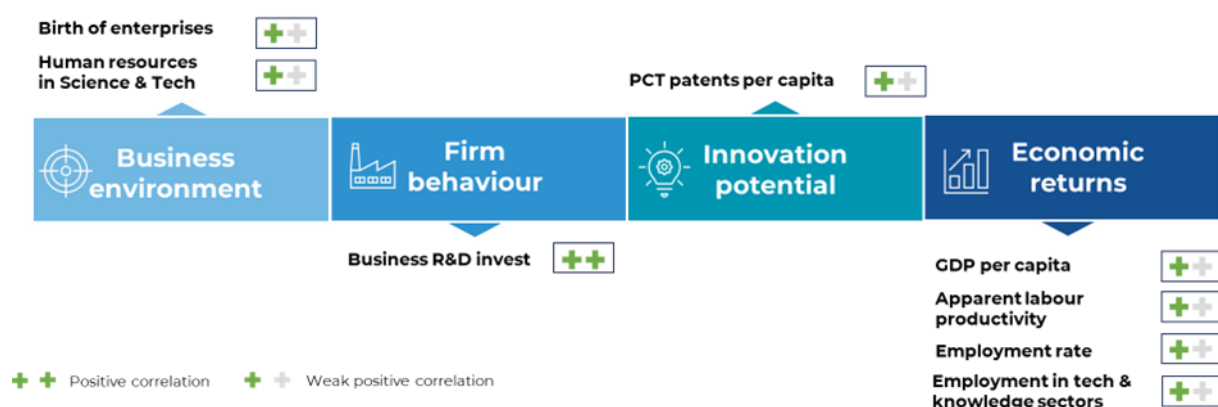 Birth of enterprises
Human resources
in Science & Tech
PCT patents per capita
Business
environment
Firm
behaviour
Innovation
potential
Economic
returns
Business R&D invest
GDP per capita
Apparent labour
productivity
Employment rate
Employment in tech &
knowledge sectors
Positive correlation
Weak positive correlation